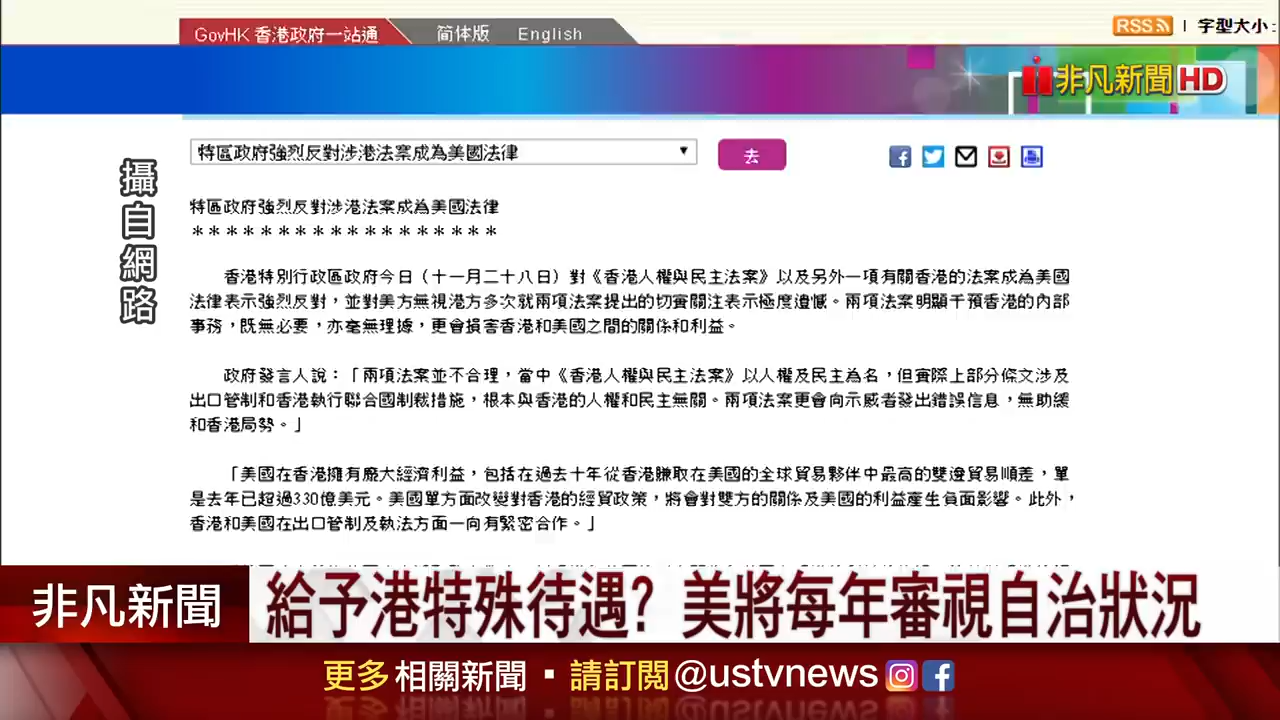 GovHK 香港政府一站通
简体版
English
RSS
字型大小:
非凡新聞HD
特區政府強烈反對涉港法案成為美國法律
去
攝自網路
特區政府強烈反對涉港法案成為美國法律
******************
香港特別行政區政府今日（十一月二十八日）對《香港人權與民主法案》以及另外一項有關香港的法案成為美國
法律表示強烈反對，並對美方無視港方多次就兩項法案提出的切實關注表示極度遺憾。兩項法案明顯干預香港的內部
事務，既無必要，亦毫無理據，更會損害香港和美國之間的關係和利益。
政府發言人說：「兩項法案並不合理，當中《香港人權與民主法案》以人權及民主為名，但實際上部分條文涉及
出口管制和香港執行聯合國制裁措施，根本與香港的人權和民主無關。兩項法案更會向示威者發出錯誤信息，無助緩
和香港局勢。」
「美國在香港擁有龐大經濟利益，包括在過去十年從香港賺取在美國的全球貿易夥伴中最高的雙邊貿易順差，單
是去年已超過330億美元。美國單方面改變對香港的經貿政策，將會對雙方的關係及美國的利益產生負面影響。此外，
香港和美國在出口管制及執法方面一向有緊密合作。」
非凡新聞
給予港特殊待遇? 美將每年審視自治狀況
更多相關新聞▪請訂閱@ustvnews